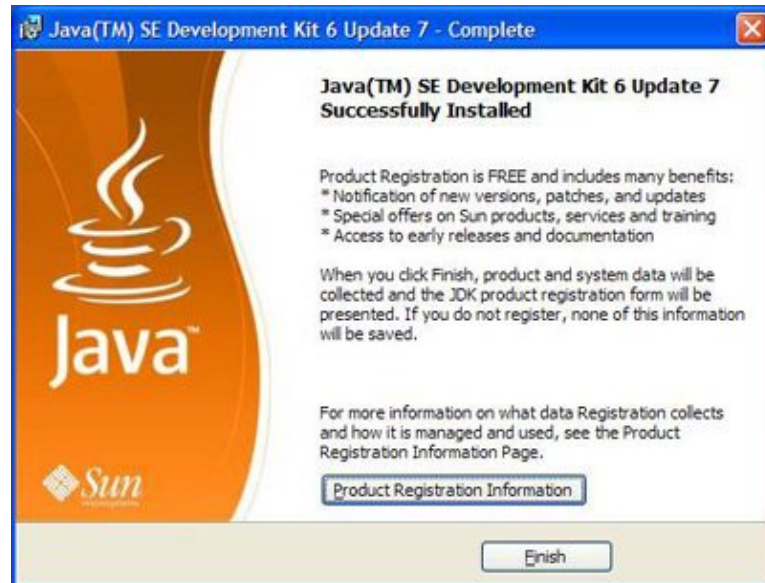 Java(TM) SE Development Kit 6 Update 7 - Complete
Java(TM) SE Development Kit 6 Update 7
Successfully Installed
Product Registration is FREE and includes many benefits:
* Notification of new versions, patches, and updates
* Special offers on Sun products, services and training
* Access to early releases and documentation
When you click Finish, product and system data will be
collected and the JDK product registration form will be
presented. If you do not register, none of this information
will be saved.
Java™
For more information on what data Registration collects
and how it is managed and used, see the Product
Registration Information Page.
Sun
microsystems
Product Registration Information
Finish